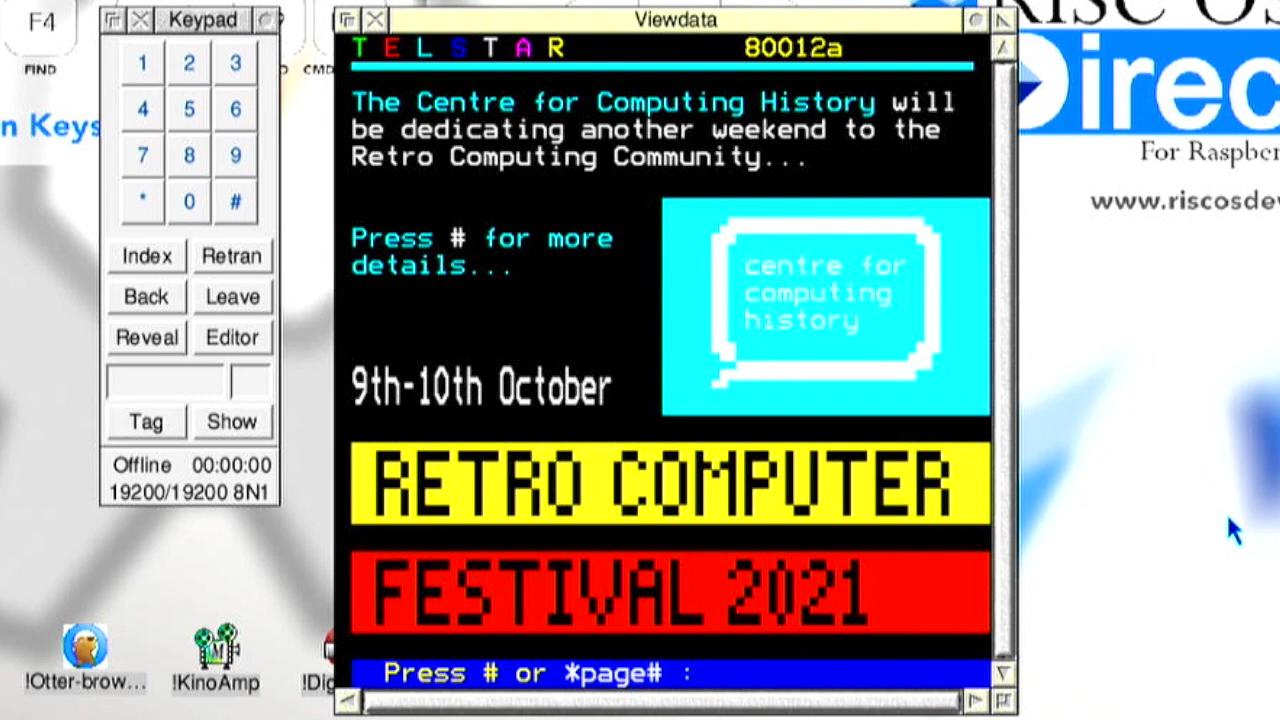 F4
FIND
n Keys
Keypad
1 2 3
4 5 6
7 8 9
* 0 #
Index Retran
Back Leave
Reveal Editor
Tag Show
Offline 00:00:00
19200/19200 8N1
!Otter-brow...
!KinoAmp
Viewdata
TELSTAR 80012a
The Centre for Computing History will
be dedicating another weekend to the
Retro Computing Community...
Press # for more
details...
centre for
computing
history
9th-10th October
RETRO COMPUTER
FESTIVAL 2021
Press # or *page# :
RISC OS
Direc
For Raspber
www.riscosdev